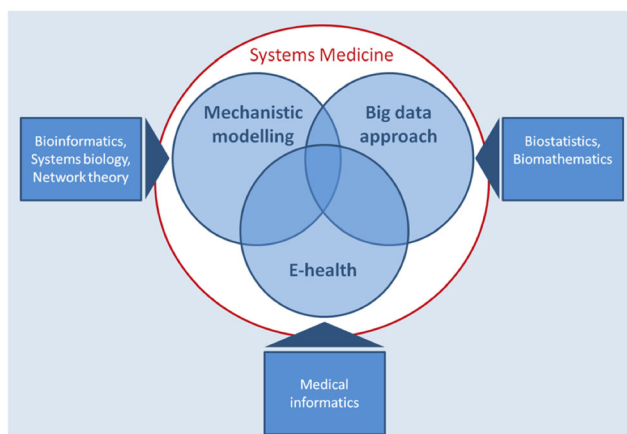 Systems Medicine
Mechanistic
modelling
Big data
approach
Bioinformatics,
Systems biology,
Network theory
Biostatistics,
Biomathematics
E-health
Medical
informatics